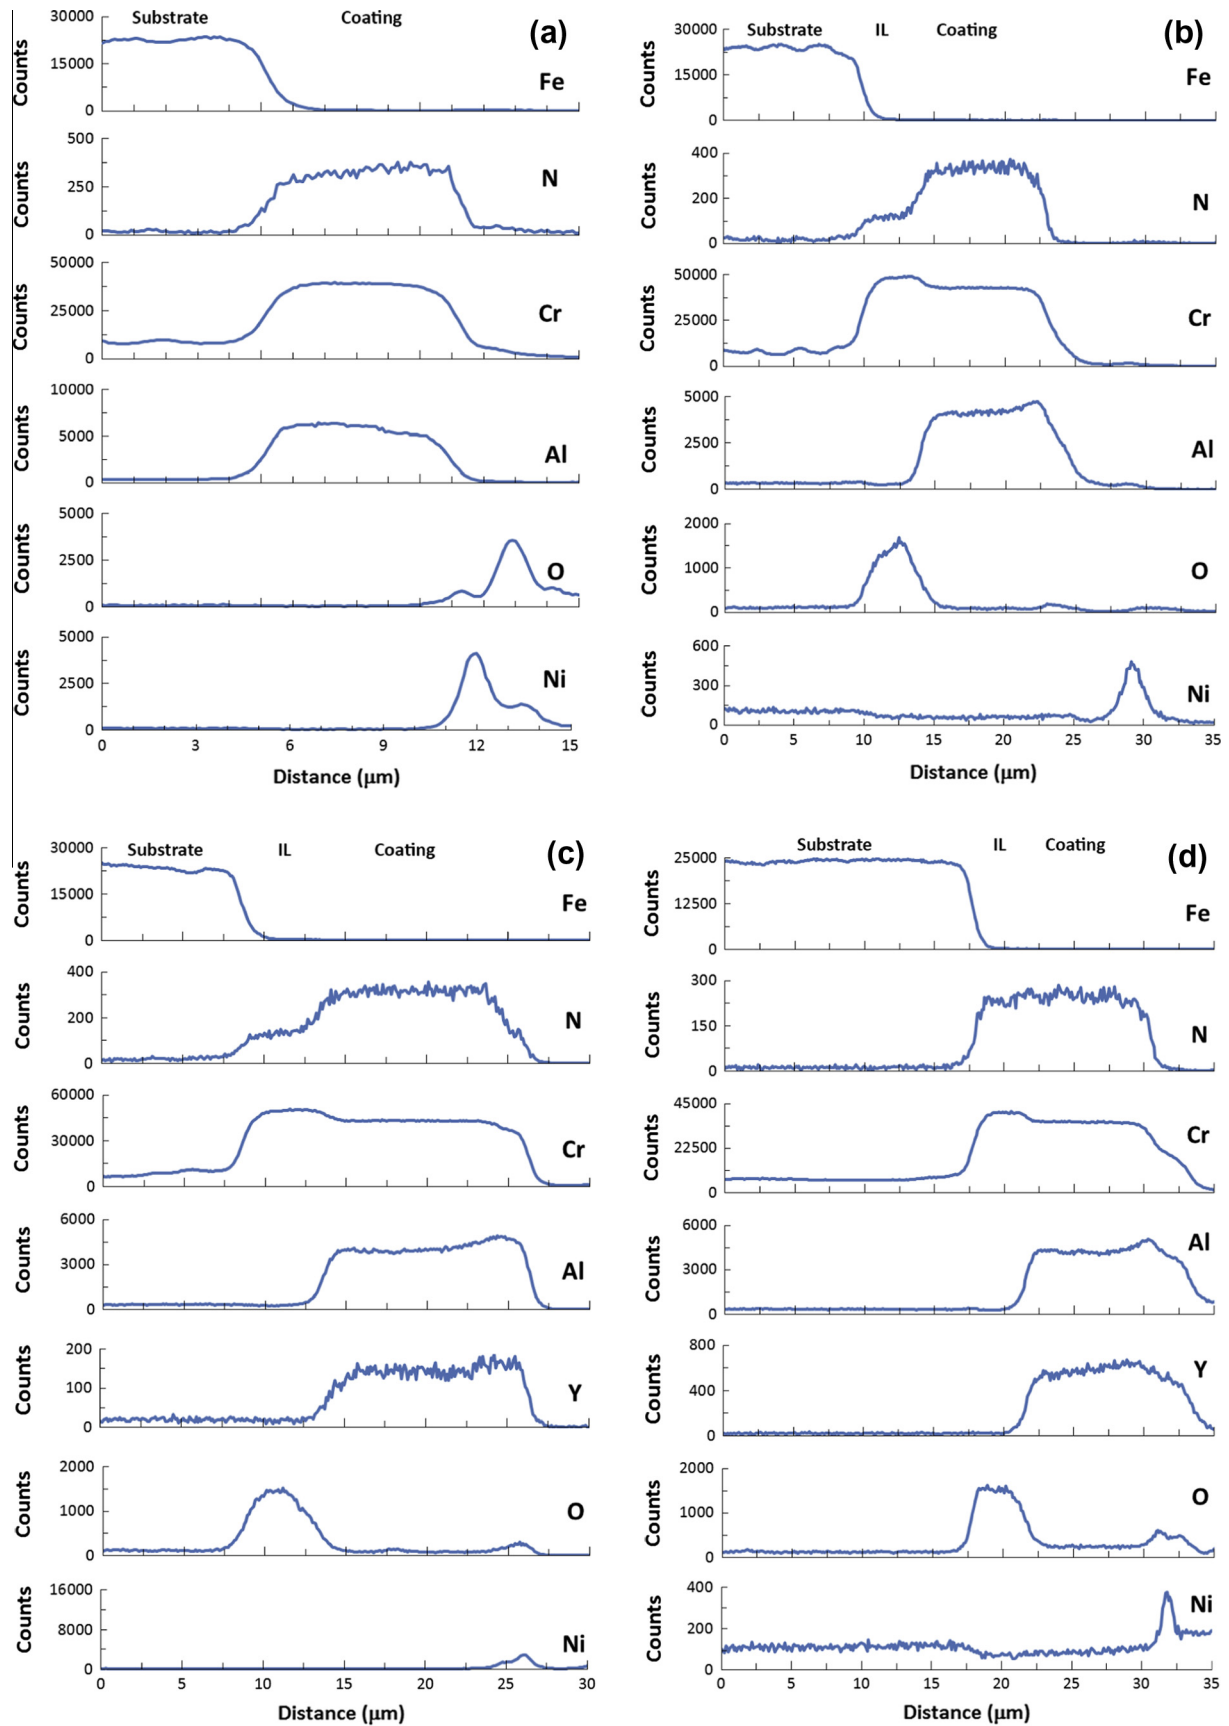 Substrate Coating (a)
30000
15000
0
Counts
Fe
500
250
0
Counts
N
50000
25000
0
Counts
Cr
10000
5000
0
Counts
Al
5000
2500
0
Counts
O
5000
2500
0
Counts
Ni
0 3 6 9 12 15
Distance (μm)
Substrate IL Coating (b)
30000
15000
0
Counts
Fe
400
200
0
Counts
N
50000
25000
0
Counts
Cr
5000
2500
0
Counts
Al
2000
1000
0
Counts
O
600
300
0
Counts
Ni
0 5 10 15 20 25 30 35
Distance (μm)
Substrate IL Coating (c)
30000
15000
0
Counts
Fe
400
200
0
Counts
N
60000
30000
0
Counts
Cr
6000
3000
0
Counts
Al
200
100
0
Counts
Y
2000
1000
0
Counts
O
16000
8000
0
Counts
Ni
0 5 10 15 20 25 30
Distance (μm)
Substrate IL Coating (d)
25000
12500
0
Counts
Fe
300
150
0
Counts
N
45000
22500
0
Counts
Cr
6000
3000
0
Counts
Al
800
400
0
Counts
Y
2000
1000
0
Counts
O
400
200
0
Counts
Ni
0 5 10 15 20 25 30 35
Distance (μm)